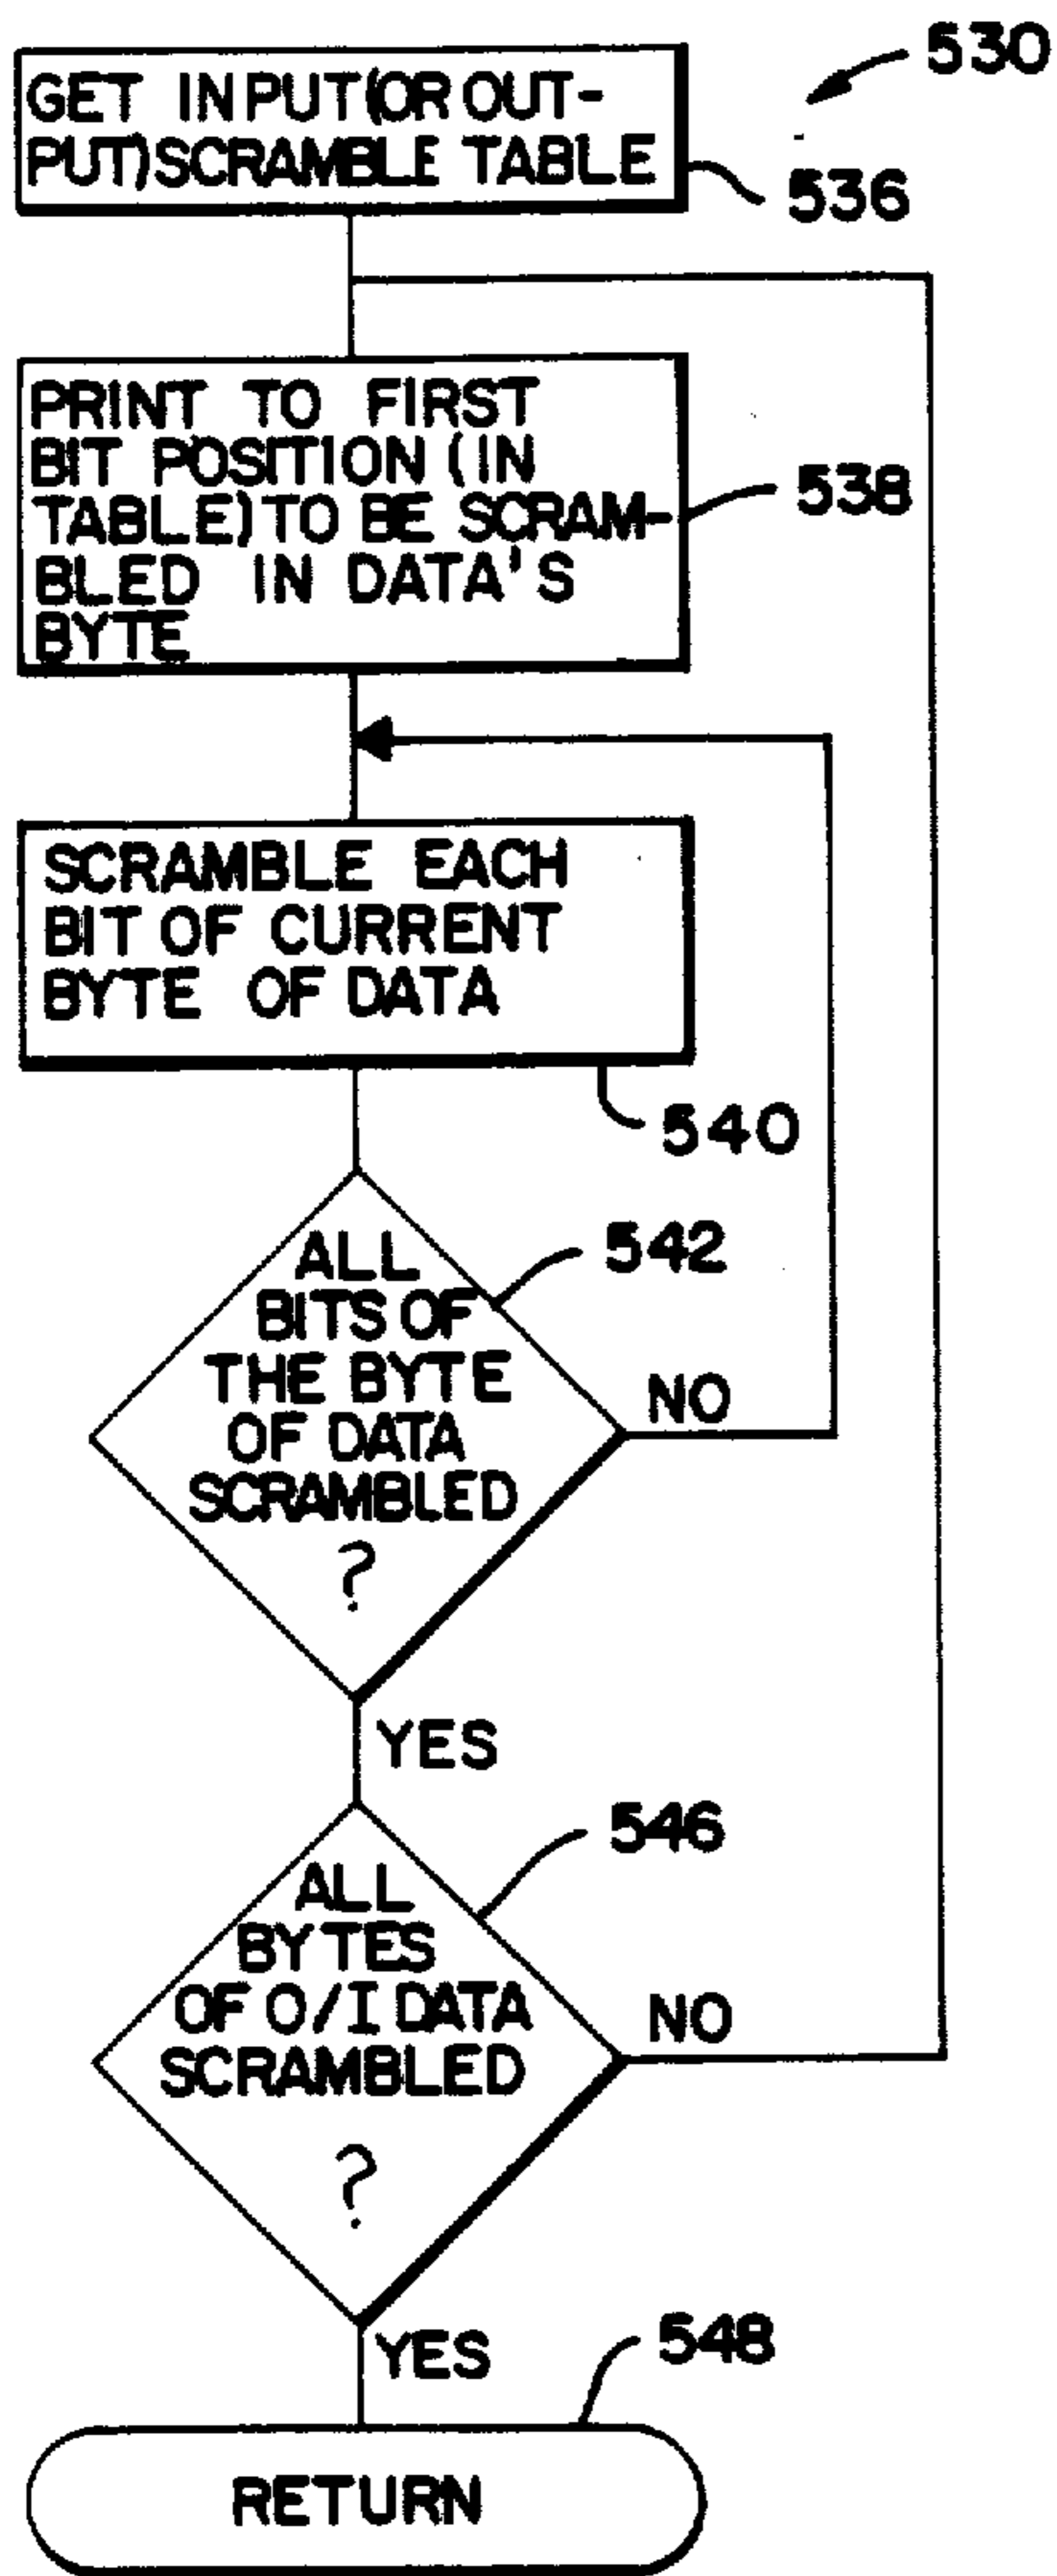 530
GET INPUT(OR OUT-
PUT)SCRAMBLE TABLE
536
PRINT TO FIRST
BIT POSITION (IN
TABLE) TO BE SCRAM-
BLED IN DATA'S
BYTE
538
SCRAMBLE EACH
BIT OF CURRENT
BYTE OF DATA
540
ALL
BITS OF
THE BYTE
OF DATA
SCRAMBLED
?
542
NO
YES
546
ALL
BYTES
OF O/I DATA
SCRAMBLED
?
NO
YES
548
RETURN